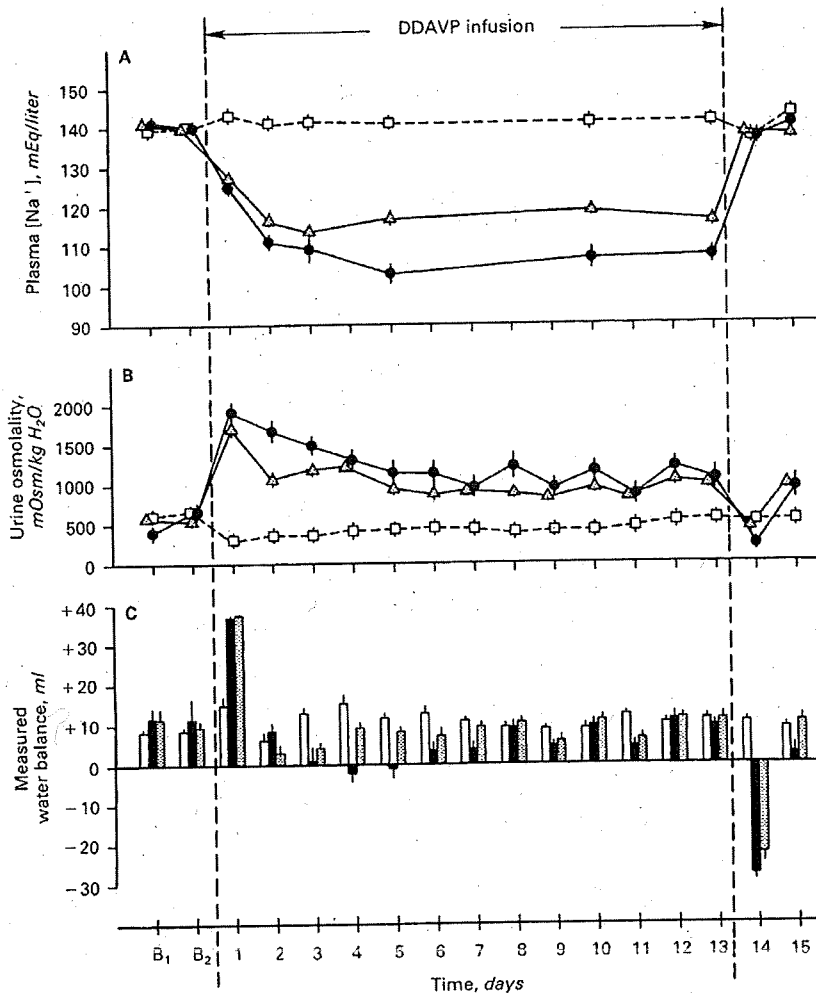 DDAVP infusion
A
Plasma [Na⁺], mEq/liter
150
140
130
120
110
100
90
B
Urine osmolality,
mOsm/kg H₂O
2000
1500
1000
500
0
C
Measured
water balance, ml
+40
+30
+20
+10
0
−10
−20
−30
B₁ B₂ 1 2 3 4 5 6 7 8 9 10 11 12 13 14 15
Time, days